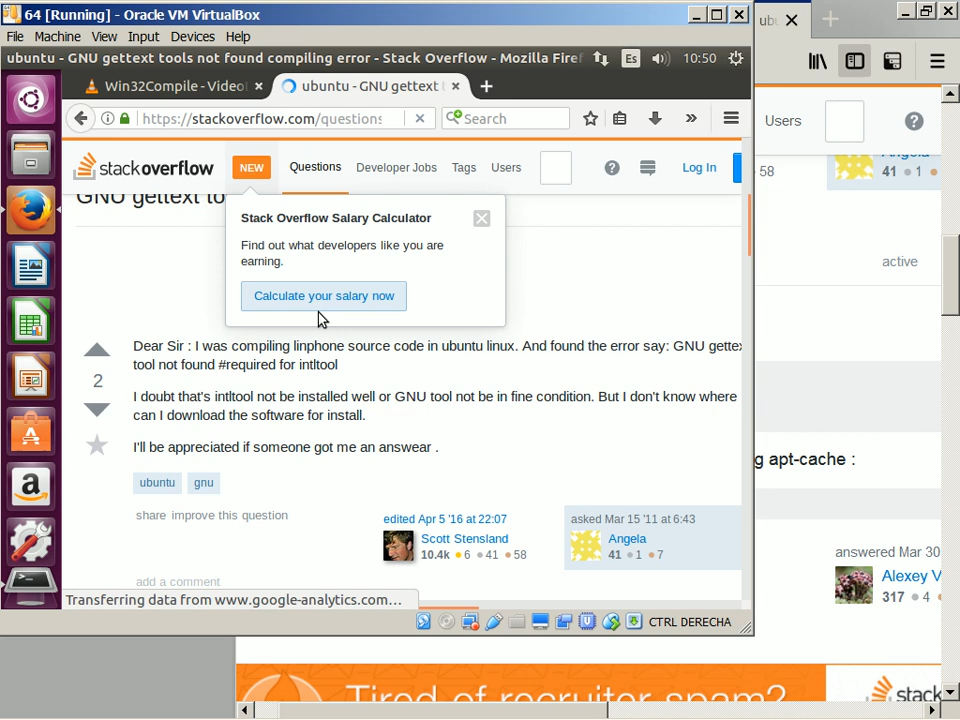 64 [Running] - Oracle VM VirtualBox
File Machine View Input Devices Help
ubuntu - GNU gettext tools not found compiling error - Stack Overflow - Mozilla Firef
Es
10:50
Win32Compile - Video
ubuntu - GNU gettext t
https://stackoverflow.com/questions
Search
stackoverflow
NEW
Questions
Developer Jobs
Tags
Users
Log In
GNU gettext to
Stack Overflow Salary Calculator
Find out what developers like you are
earning.
Calculate your salary now
Dear Sir : I was compiling linphone source code in ubuntu linux. And found the error say: GNU gettex
tool not found #required for intltool
2
I doubt that's intltool not be installed well or GNU tool not be in fine condition. But I don't know where
can I download the software for install.
I'll be appreciated if someone got me an answear .
ubuntu
gnu
share improve this question
edited Apr 5 '16 at 22:07
Scott Stensland
10.4k 6 41 58
asked Mar 15 '11 at 6:43
Angela
41 1 7
add a comment
Transferring data from www.google-analytics.com...
CTRL DERECHA
ubu
Users
Angela
58
41 1
active
g apt-cache :
answered Mar 30
Alexey V
317 4
Tired of recruiter spam?
stack